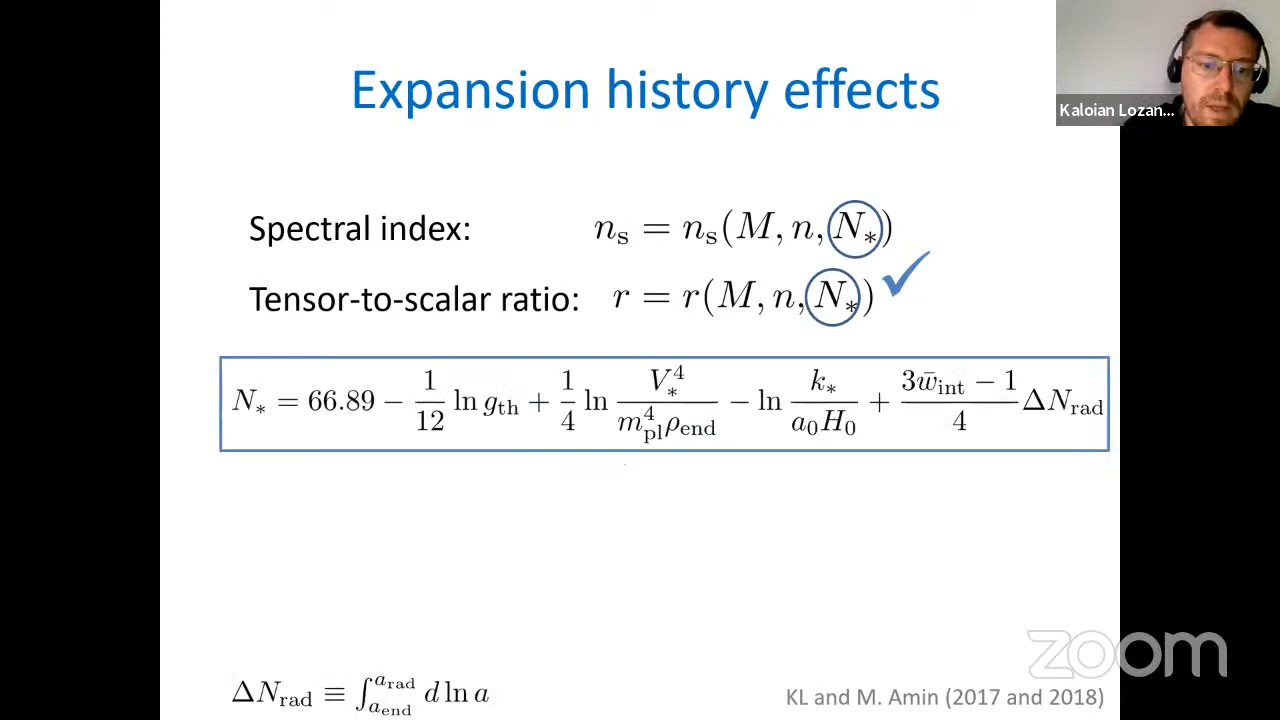 Expansion history effects
Kaloian Lozan...
Spectral index: n_s = n_s(M, n, N_*)
Tensor-to-scalar ratio: r = r(M, n, N_*) ✓
N_* = 66.89 − 1/12 ln g_th + 1/4 ln V_*^4/(m_pl^4 ρ_end) − ln k_*/(a_0 H_0) + (3w̄_int − 1)/4 ΔN_rad
zoom
ΔN_rad ≡ ∫_{a_end}^{a_rad} d ln a
KL and M. Amin (2017 and 2018)